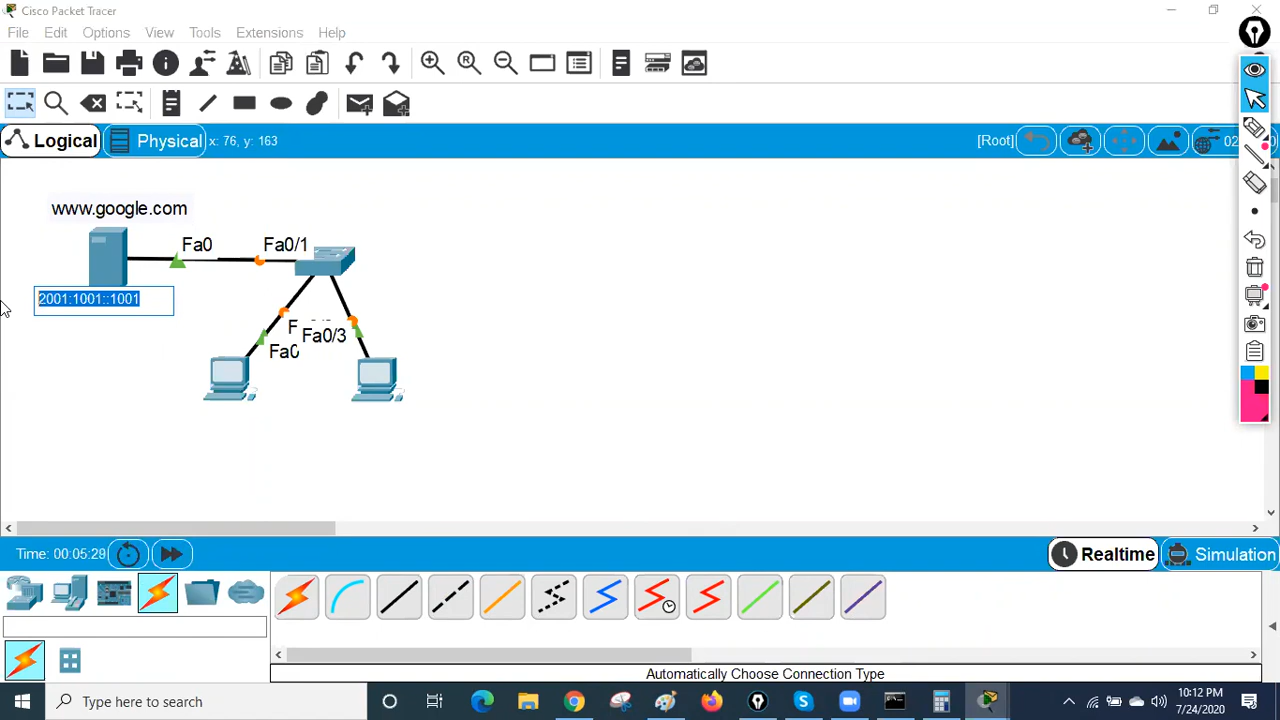 Cisco Packet Tracer
File Edit Options View Tools Extensions Help
Logical Physical x: 76, y: 163 [Root] 02
www.google.com
Fa0 Fa0/1
2001:1001::1001
Fa0/3
Fa0
Time: 00:05:29 Realtime Simulation
Automatically Choose Connection Type
Type here to search
10:12 PM
7/24/2020